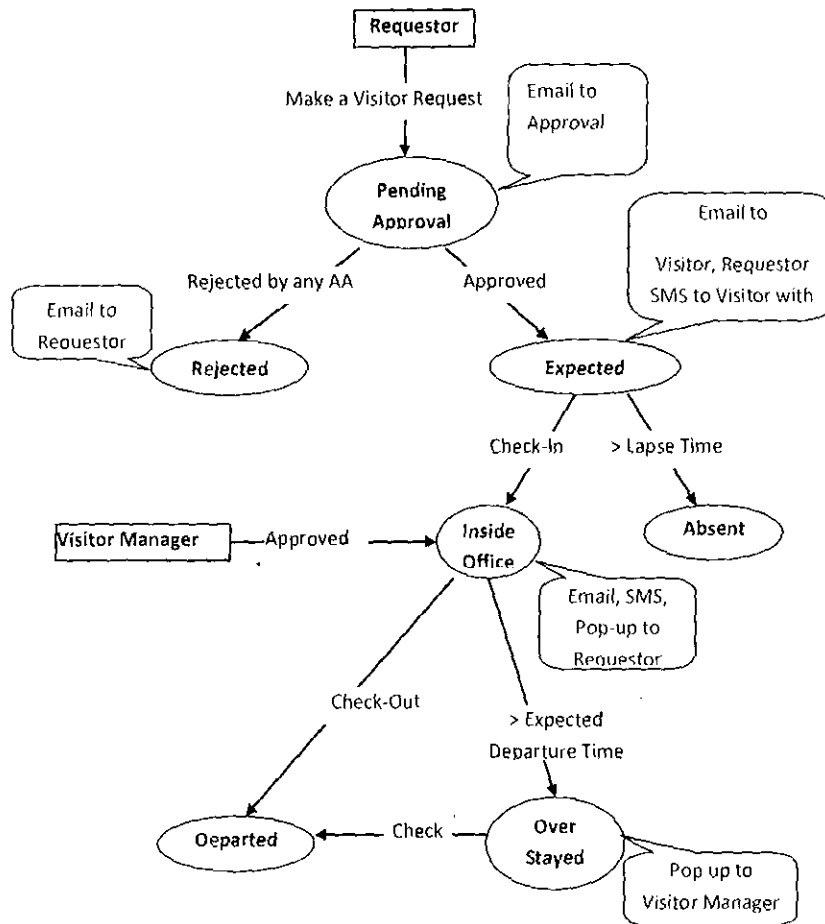 Requestor
Make a Visitor Request
Email to
Approval
Pending
Approval
Email to
Visitor, Requestor
SMS to Visitor with
Rejected by any AA
Approved
Email to
Requestor
Rejected
Expected
Check-In
> Lapse Time
Visitor Manager
Approved
Inside
Office
Absent
Email, SMS,
Pop-up to
Requestor
Check-Out
> Expected
Departure Time
Departed
Check
Over
Stayed
Pop up to
Visitor Manager